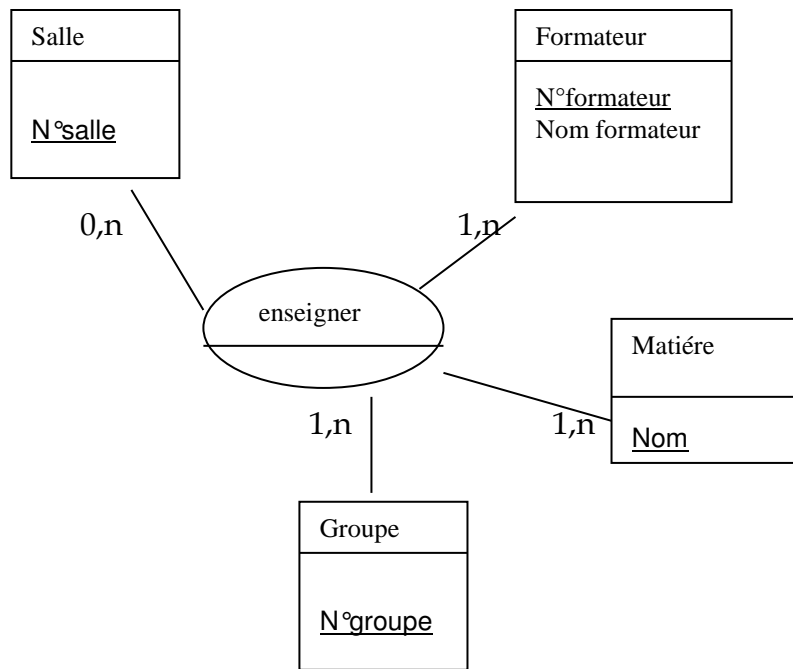 Salle
N°salle
Formateur
N°formateur
Nom formateur
0,n
1,n
enseigner
Matiére
Nom
1,n
1,n
Groupe
N°groupe